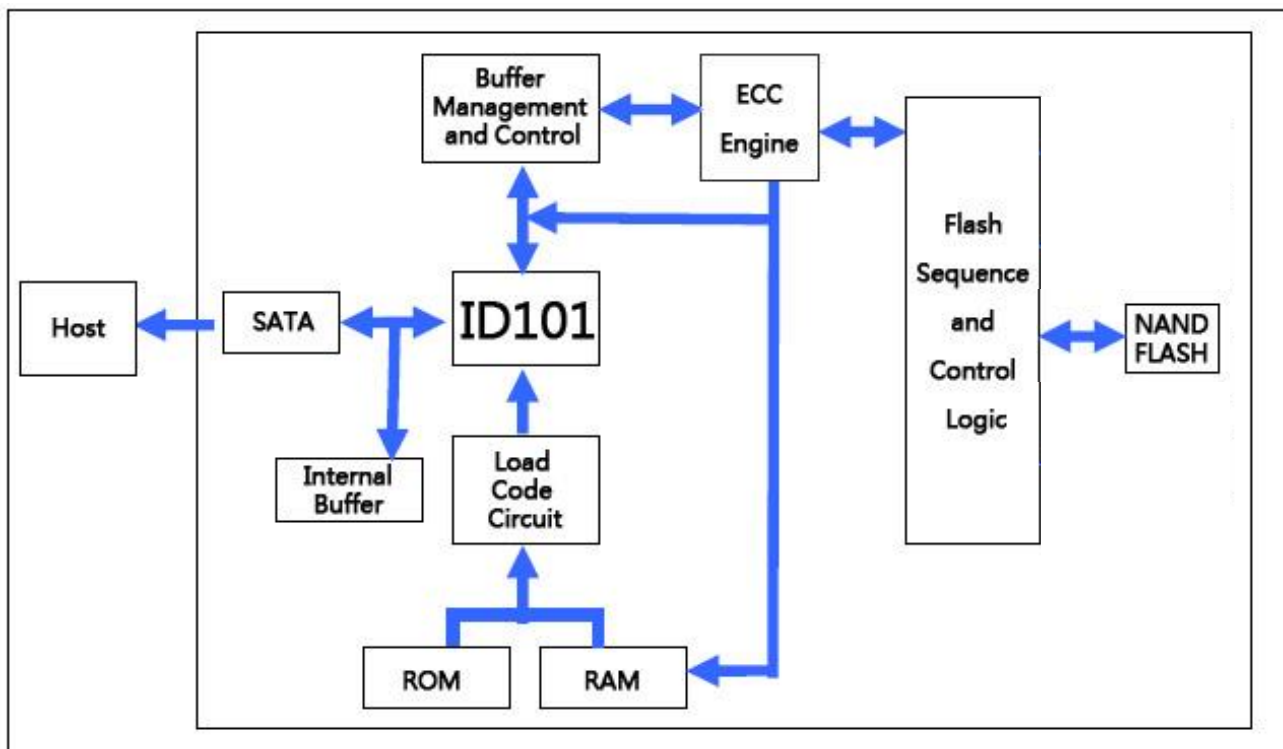 Buffer
Management
and Control
ECC
Engine
Flash
Sequence
and
Control
Logic
Host
SATA
ID101
NAND
FLASH
Internal
Buffer
Load
Code
Circuit
ROM
RAM